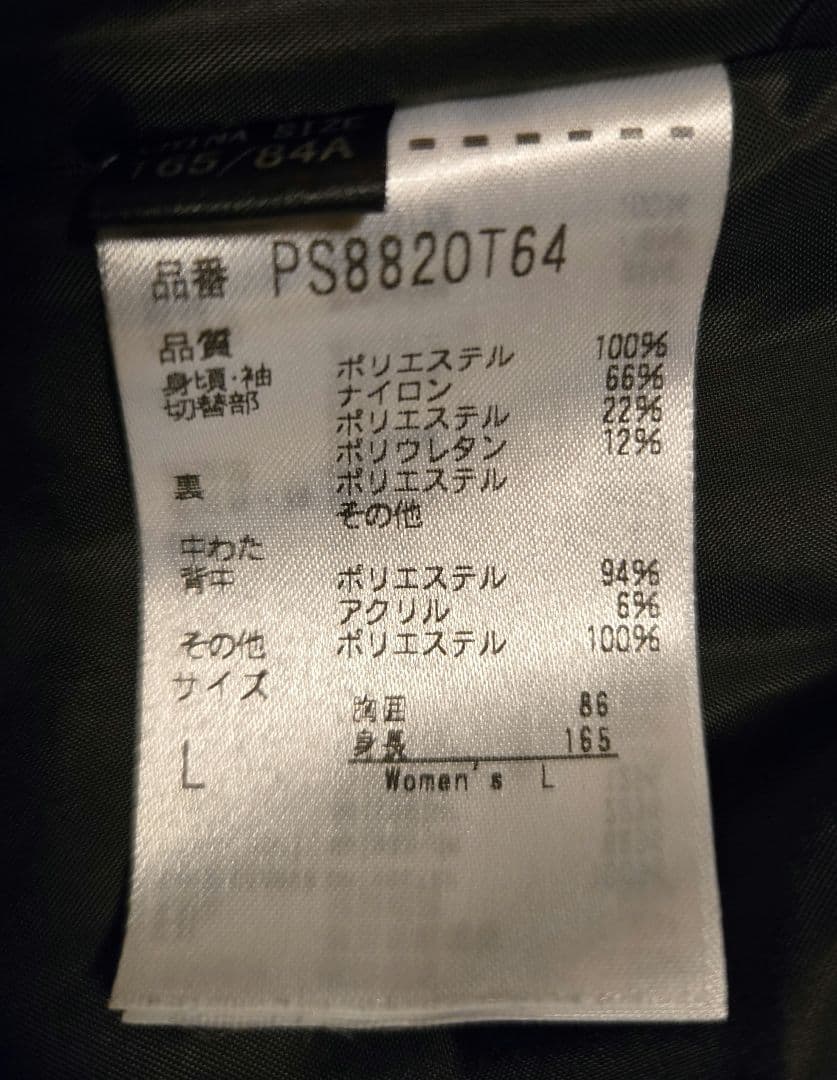 CHINA SIZE
165/84A
品番 PS8820T64
品質
身頃・袖 ポリエステル 100%
切替部 ナイロン 66%
ポリエステル 22%
ポリウレタン 12%
裏 ポリエステル
その他
中わた
背中 ポリエステル 94%
アクリル 6%
その他 ポリエステル 100%
サイズ
L
胸囲 86
身長 165
Women's L